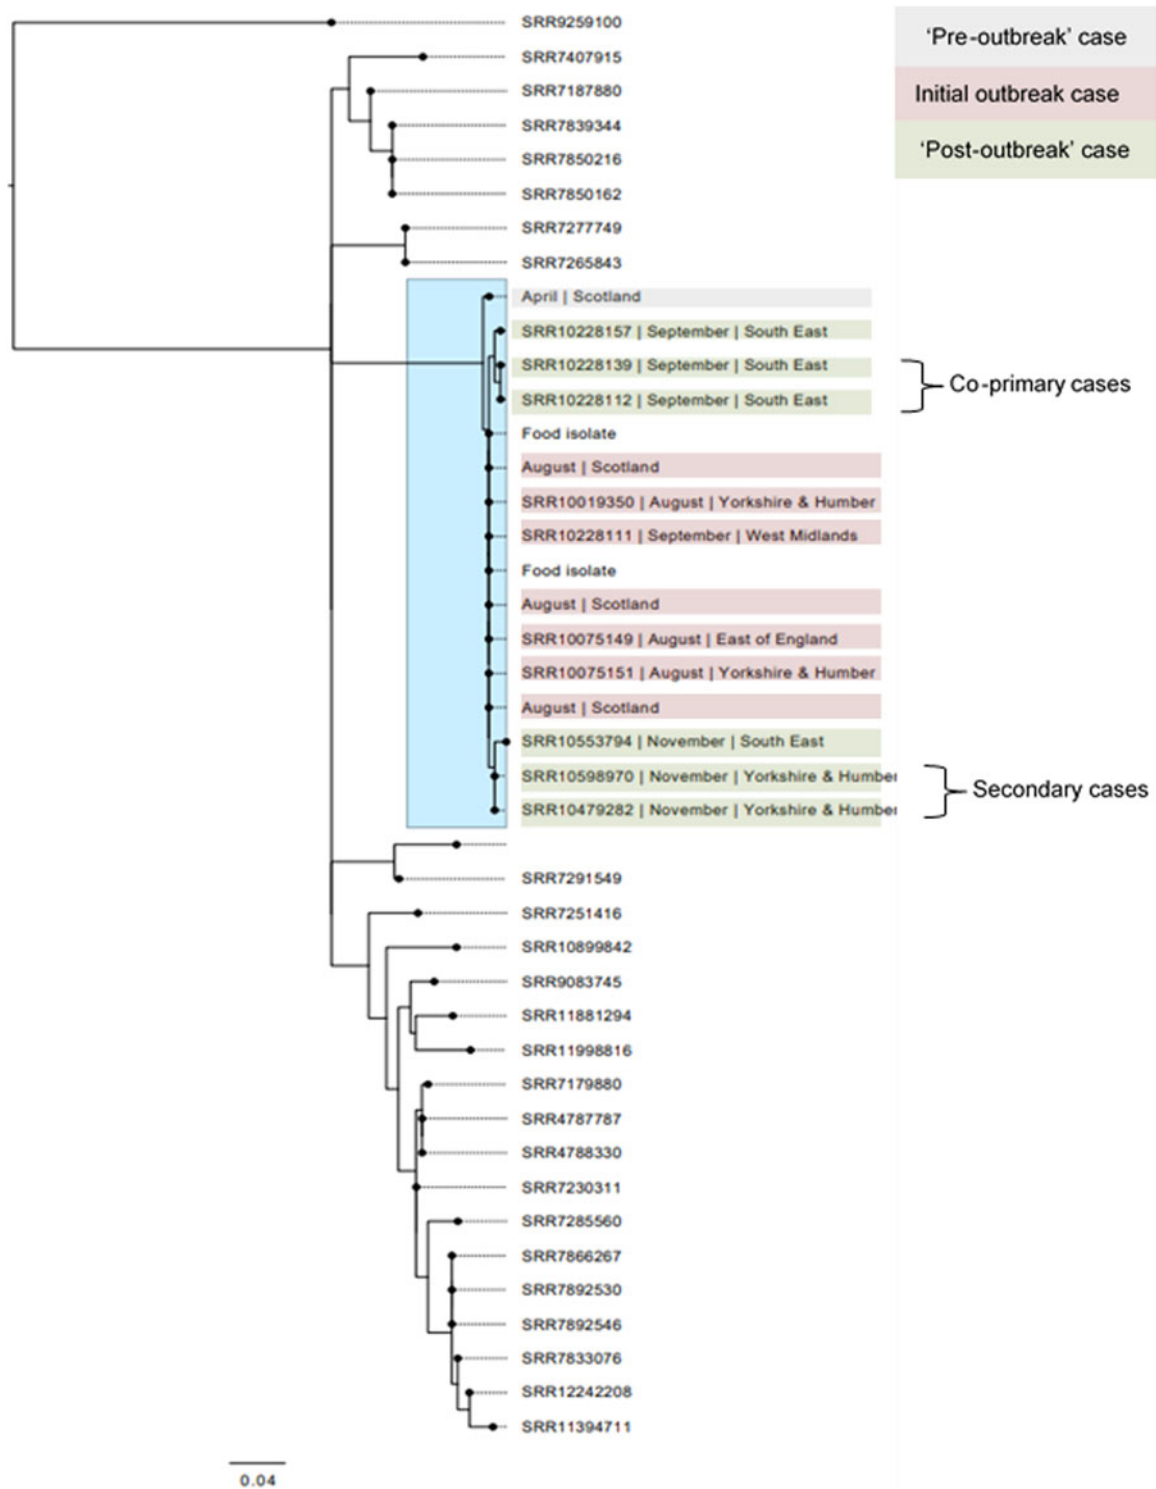 SRR9259100
SRR7407915
SRR7187880
SRR7839344
SRR7850216
SRR7850162
SRR7277749
SRR7265843
April | Scotland
SRR10228157 | September | South East
SRR10228139 | September | South East
SRR10228112 | September | South East
Food isolate
August | Scotland
SRR10019350 | August | Yorkshire & Humber
SRR10228111 | September | West Midlands
Food isolate
August | Scotland
SRR10075149 | August | East of England
SRR10075151 | August | Yorkshire & Humber
August | Scotland
SRR10553794 | November | South East
SRR10598970 | November | Yorkshire & Humber
SRR10479282 | November | Yorkshire & Humber
SRR7291549
SRR7251416
SRR10899842
SRR9083745
SRR11881294
SRR11998816
SRR7179880
SRR4787787
SRR4788330
SRR7230311
SRR7285560
SRR7866267
SRR7892530
SRR7892546
SRR7833076
SRR12242208
SRR11394711
0.04
‘Pre-outbreak’ case
Initial outbreak case
‘Post-outbreak’ case
Co-primary cases
Secondary cases